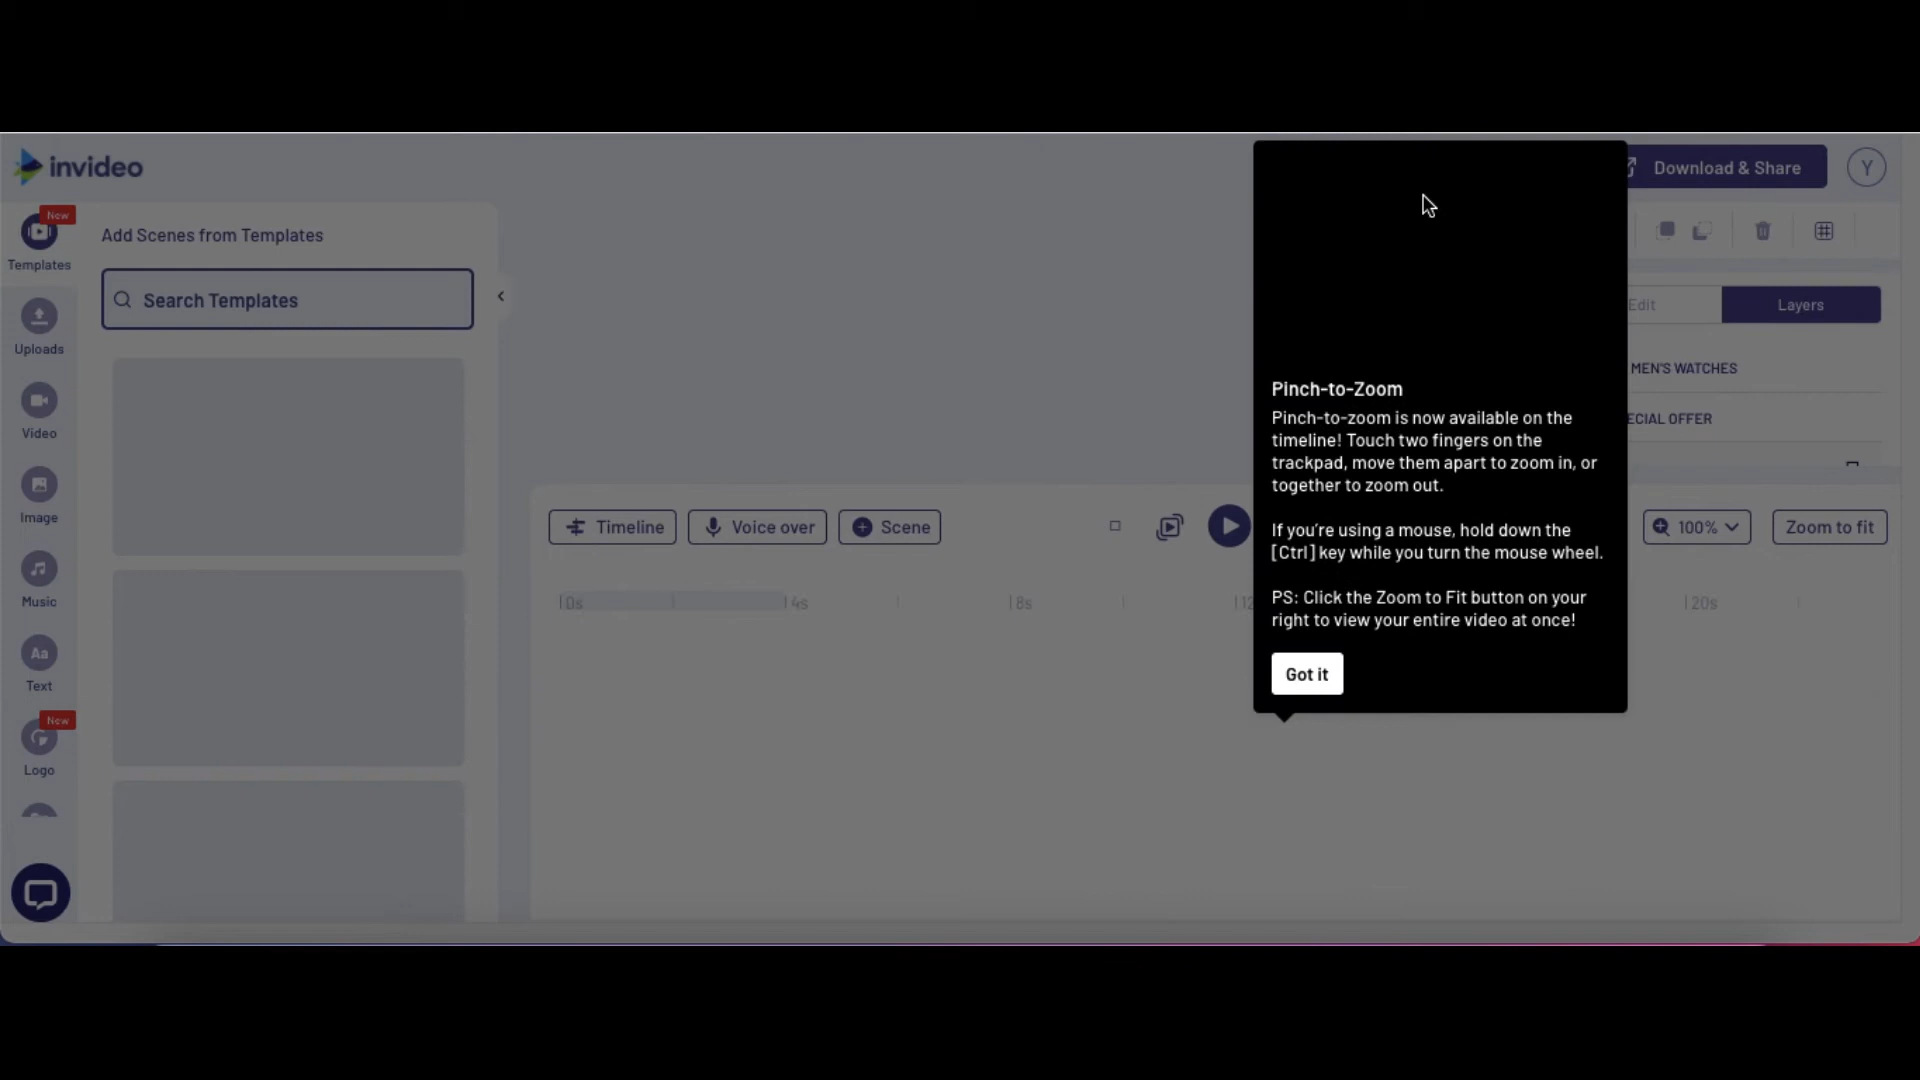 invideo
Download & Share
Y
New
Templates
Uploads
Video
Image
Music
Aa
Text
New
Logo
Add Scenes from Templates
Search Templates
Edit
Layers
MEN'S WATCHES
ECIAL OFFER
Pinch-to-Zoom
Pinch-to-zoom is now available on the
timeline! Touch two fingers on the
trackpad, move them apart to zoom in, or
together to zoom out.
If you're using a mouse, hold down the
[Ctrl] key while you turn the mouse wheel.
PS: Click the Zoom to Fit button on your
right to view your entire video at once!
Got it
Timeline
Voice over
Scene
100%
Zoom to fit
0s
4s
8s
12
20s